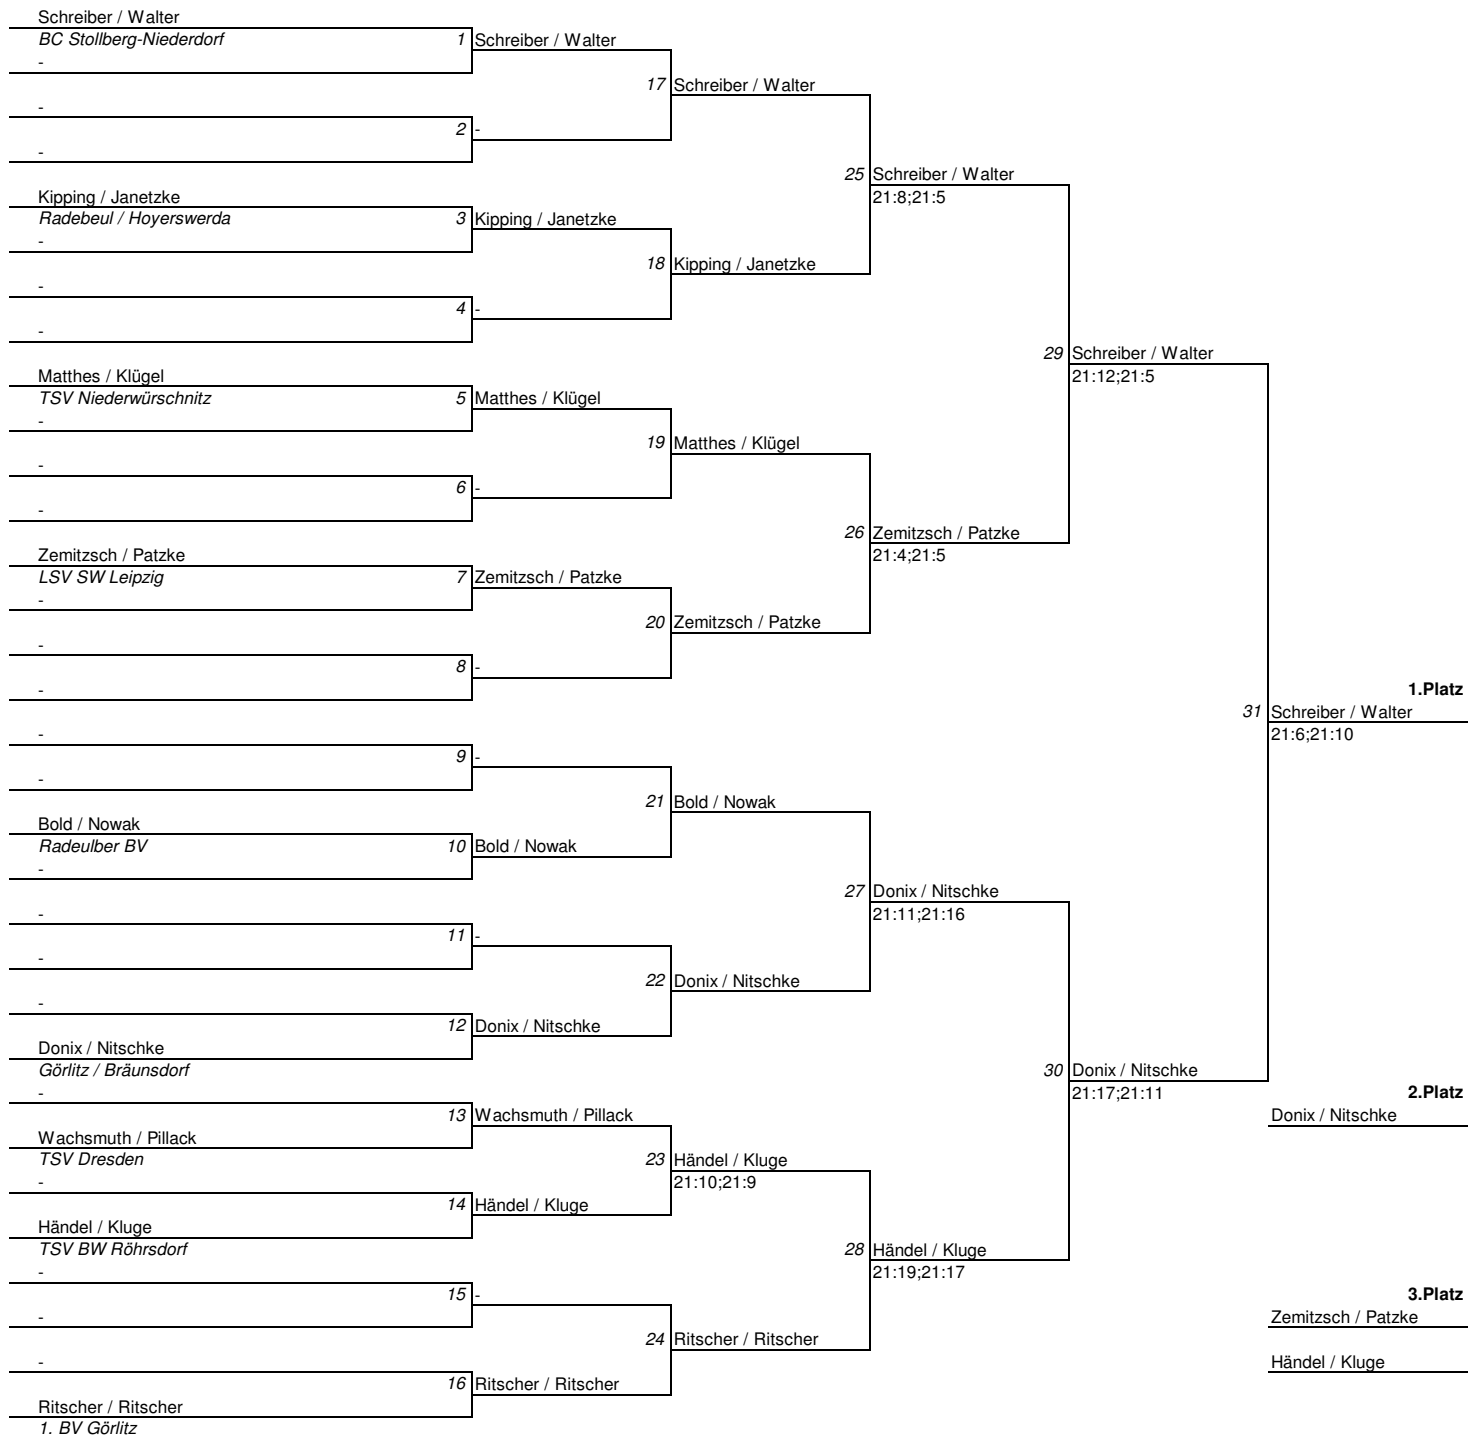 Schreiber / Walter
BC Stollberg-Niederdorf
-
1 Schreiber / Walter
17 Schreiber / Walter
-
2 -
-
25 Schreiber / Walter
21:8;21:5
Kipping / Janetzke
Radebeul / Hoyerswerda
-
3 Kipping / Janetzke
18 Kipping / Janetzke
-
4 -
-
29 Schreiber / Walter
21:12;21:5
Matthes / Klügel
TSV Niederwürschnitz
-
5 Matthes / Klügel
19 Matthes / Klügel
-
6 -
-
26 Zemitzsch / Patzke
21:4;21:5
Zemitzsch / Patzke
LSV SW Leipzig
-
7 Zemitzsch / Patzke
20 Zemitzsch / Patzke
-
8 -
-
1.Platz
31 Schreiber / Walter
21:6;21:10
-
9 -
-
21 Bold / Nowak
Bold / Nowak
Radeulber BV
-
10 Bold / Nowak
27 Donix / Nitschke
21:11;21:16
-
11 -
-
22 Donix / Nitschke
-
12 Donix / Nitschke
Donix / Nitschke
Görlitz / Bräunsdorf
30 Donix / Nitschke
21:17;21:11
2.Platz
Donix / Nitschke
-
13 Wachsmuth / Pillack
Wachsmuth / Pillack
TSV Dresden
23 Händel / Kluge
21:10;21:9
-
14 Händel / Kluge
Händel / Kluge
TSV BW Röhrsdorf
28 Händel / Kluge
21:19;21:17
-
15 -
-
3.Platz
Zemitzsch / Patzke
24 Ritscher / Ritscher
Händel / Kluge
-
16 Ritscher / Ritscher
Ritscher / Ritscher
1. BV Görlitz